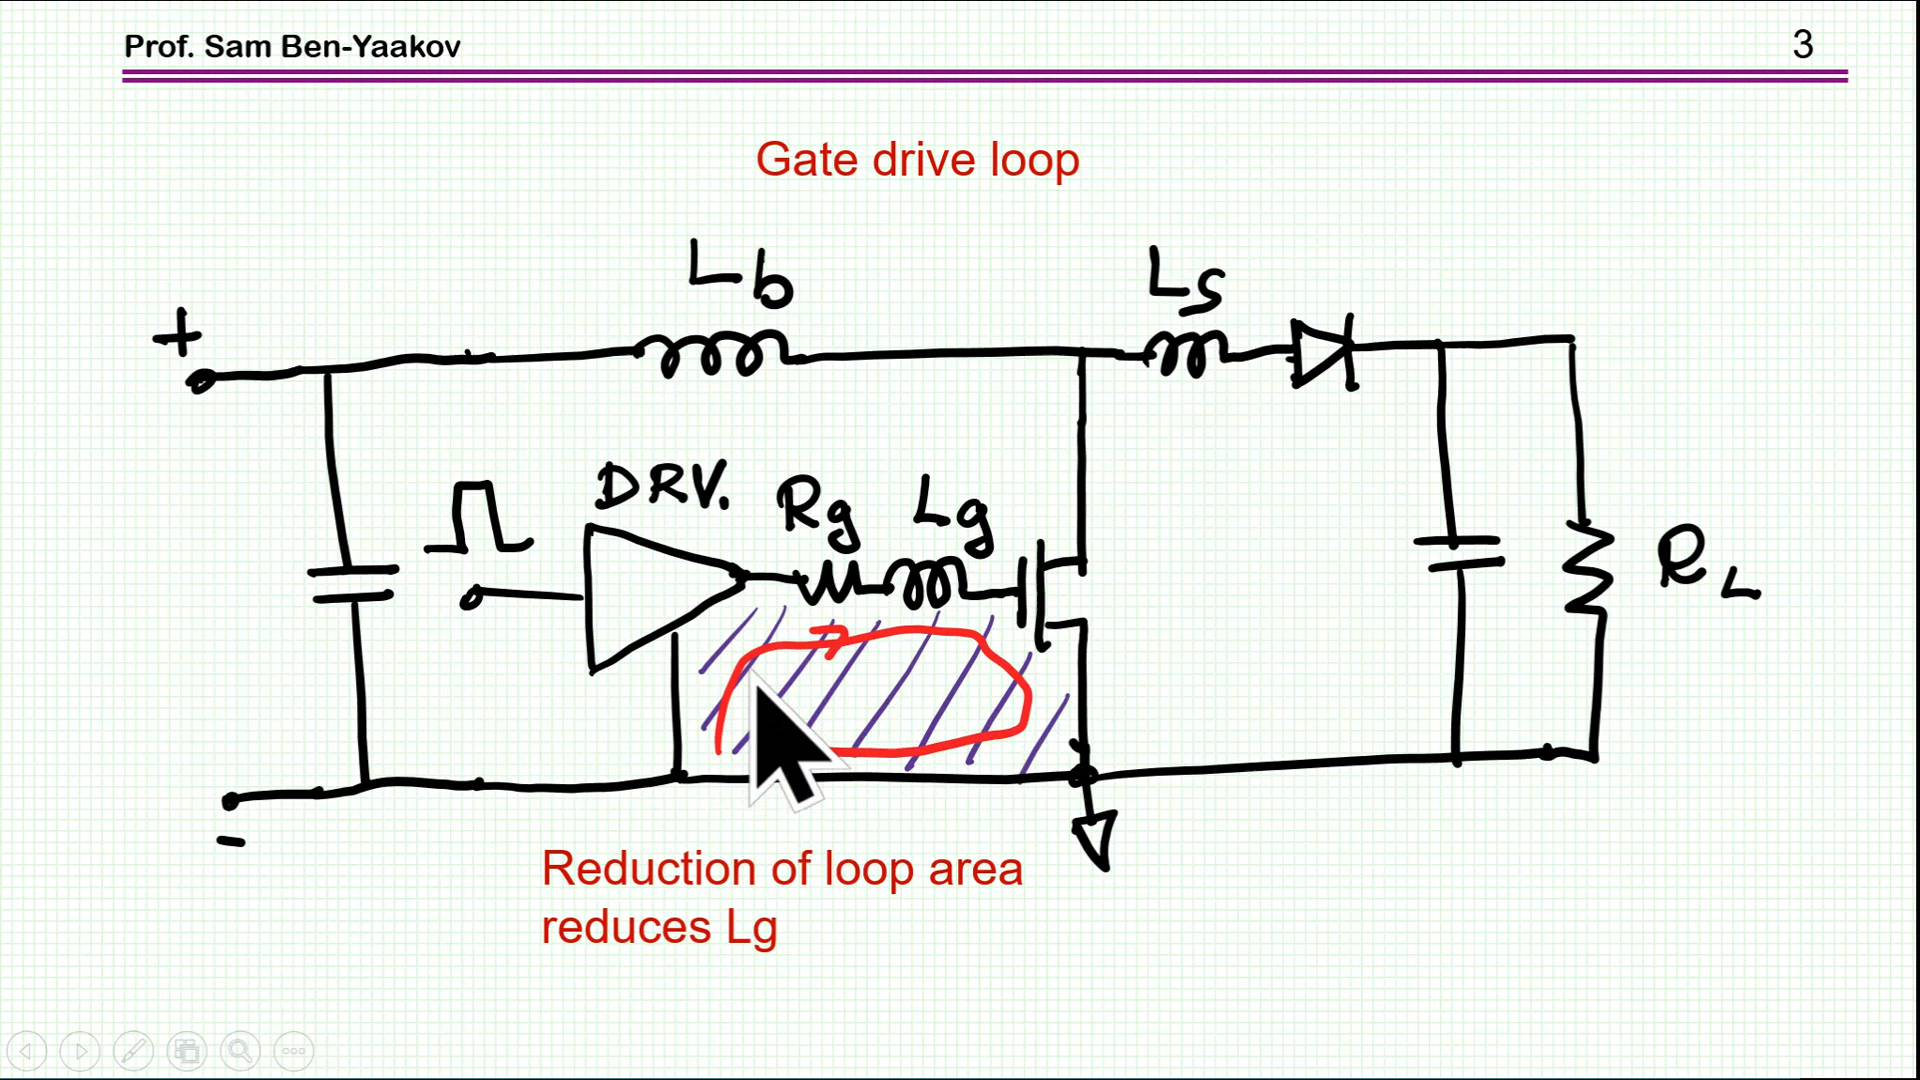 Prof. Sam Ben-Yaakov
3
Gate drive loop
Lb
Ls
+
DRV.
Rg
Lg
RL
-
Reduction of loop area
reduces Lg